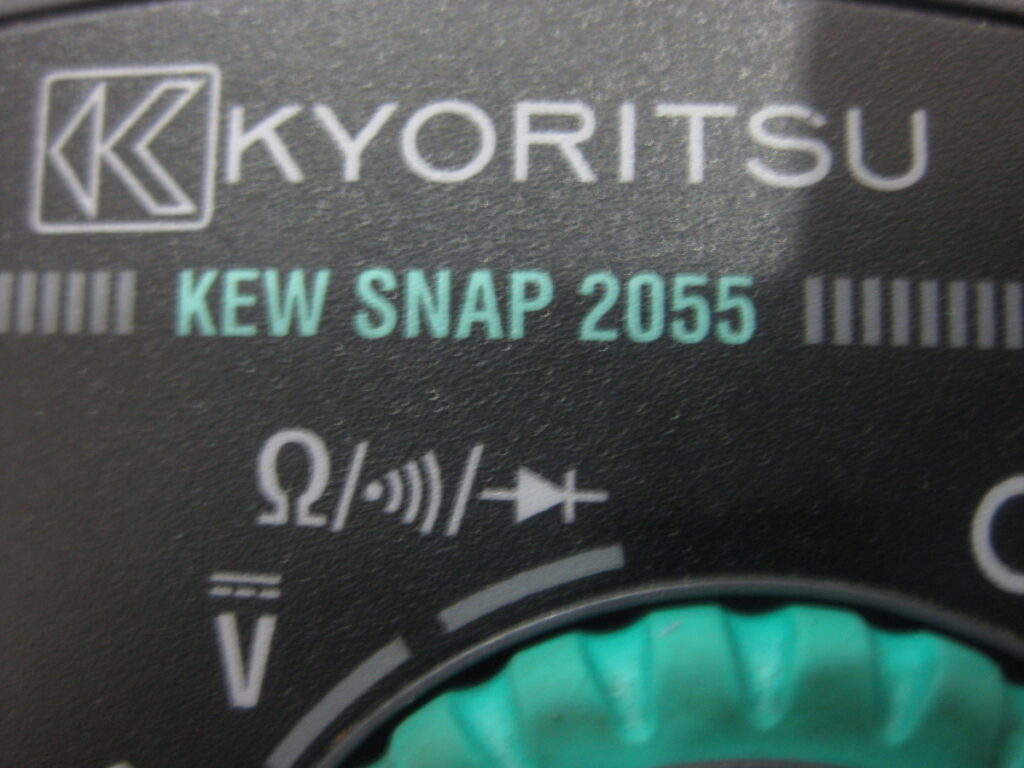 KYORITSU
KEW SNAP 2055
Ω/
V